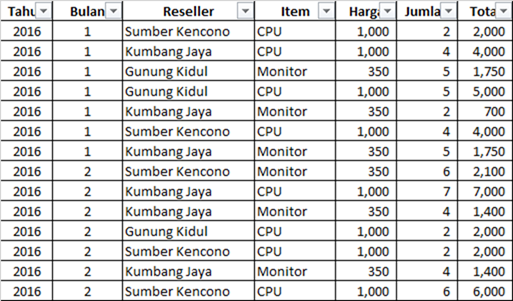 Tahu Bulan Reseller Item Harga Jumla Tota
2016 1 Sumber Kencono CPU 1,000 2 2,000
2016 1 Kumbang Jaya CPU 1,000 4 4,000
2016 1 Gunung Kidul Monitor 350 5 1,750
2016 1 Gunung Kidul CPU 1,000 5 5,000
2016 1 Kumbang Jaya Monitor 350 2 700
2016 1 Sumber Kencono CPU 1,000 4 4,000
2016 1 Kumbang Jaya Monitor 350 5 1,750
2016 2 Sumber Kencono Monitor 350 6 2,100
2016 2 Kumbang Jaya CPU 1,000 7 7,000
2016 2 Kumbang Jaya Monitor 350 4 1,400
2016 2 Gunung Kidul CPU 1,000 2 2,000
2016 2 Sumber Kencono CPU 1,000 2 2,000
2016 2 Kumbang Jaya Monitor 350 4 1,400
2016 2 Sumber Kencono CPU 1,000 6 6,000